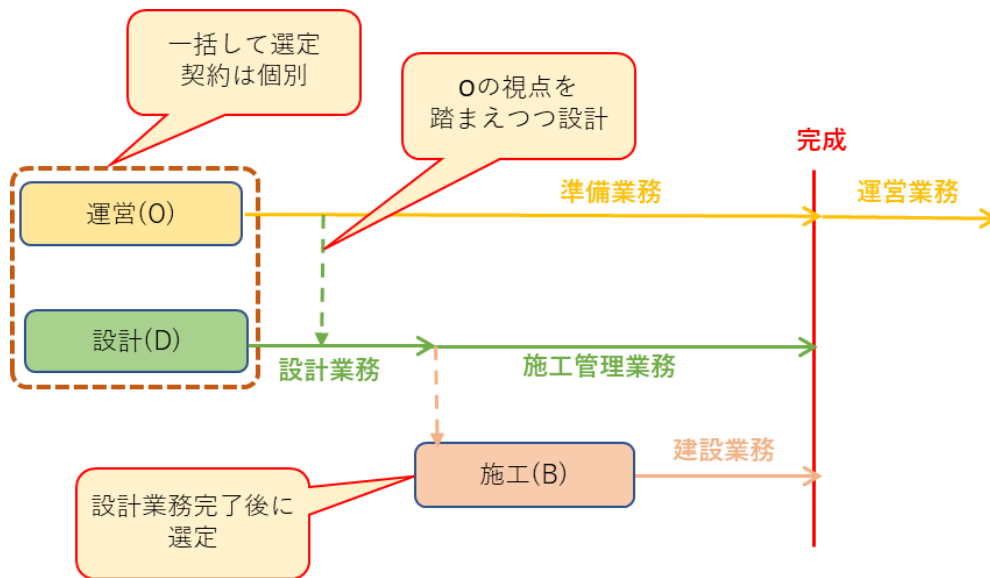 一括して選定
契約は個別
Oの視点を
踏まえつつ設計
完成
運営(O)
準備業務
運営業務
設計(D)
設計業務
施工管理業務
施工(B)
建設業務
設計業務完了後に
選定